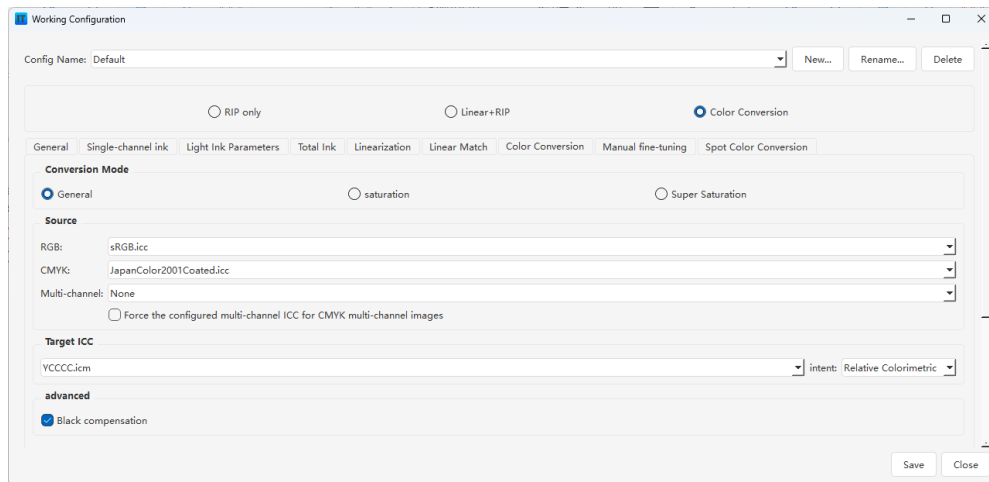 Working Configuration
Config Name: Default New... Rename... Delete
RIP only Linear+RIP Color Conversion
General Single-channel ink Light Ink Parameters Total Ink Linearization Linear Match Color Conversion Manual fine-tuning Spot Color Conversion
Conversion Mode
General saturation Super Saturation
Source
RGB: sRGB.icc
CMYK: JapanColor2001Coated.icc
Multi-channel: None
Force the configured multi-channel ICC for CMYK multi-channel images
Target ICC
YCCCC.icm intent: Relative Colorimetric
advanced
Black compensation
Save Close